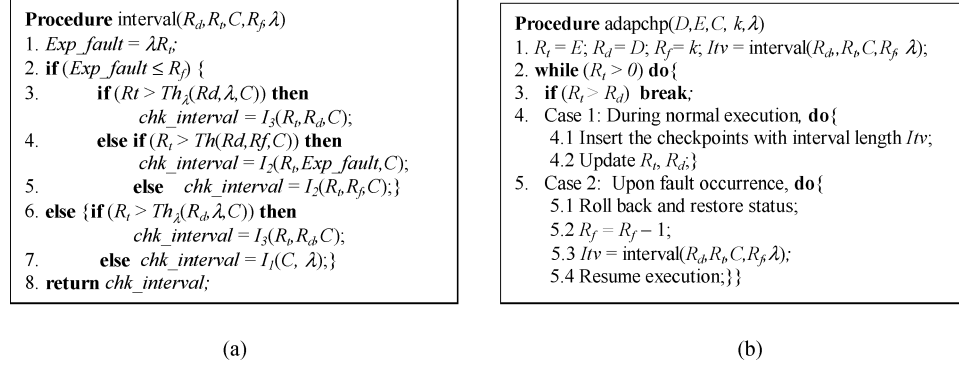 Procedure interval(Rd,Rt,C,Rf,λ)
1. Exp_fault = λRt;
2. if (Exp_fault ≤ Rf) {
3. if (Rt > Thλ(Rd,λ,C)) then
chk_interval = I3(Rt,Rd,C);
4. else if (Rt > Th(Rd,Rf,C)) then
chk_interval = I2(Rt,Exp_fault,C);
5. else chk_interval = I2(Rt,Rf,C);}
6. else {if (Rt > Thλ(Rd,λ,C)) then
chk_interval = I3(Rt,Rd,C);
7. else chk_interval = I1(C, λ);}
8. return chk_interval;
(a)
Procedure adapchp(D,E,C, k,λ)
1. Rt = E; Rd = D; Rf = k; Itv = interval(Rd,,Rt,C,Rf, λ);
2. while (Rt > 0) do{
3. if (Rt > Rd) break;
4. Case 1: During normal execution, do{
4.1 Insert the checkpoints with interval length Itv;
4.2 Update Rt, Rd;}
5. Case 2: Upon fault occurrence, do{
5.1 Roll back and restore status;
5.2 Rf = Rf – 1;
5.3 Itv = interval(Rd,Rt,C,Rf,λ);
5.4 Resume execution;}}
(b)